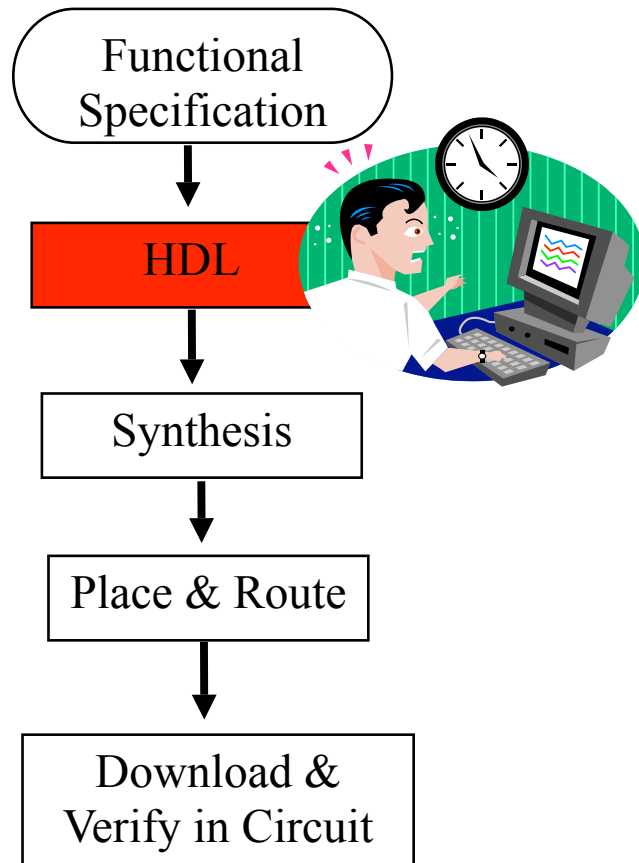 Functional
Specification
HDL
Synthesis
Place & Route
Download &
Verify in Circuit